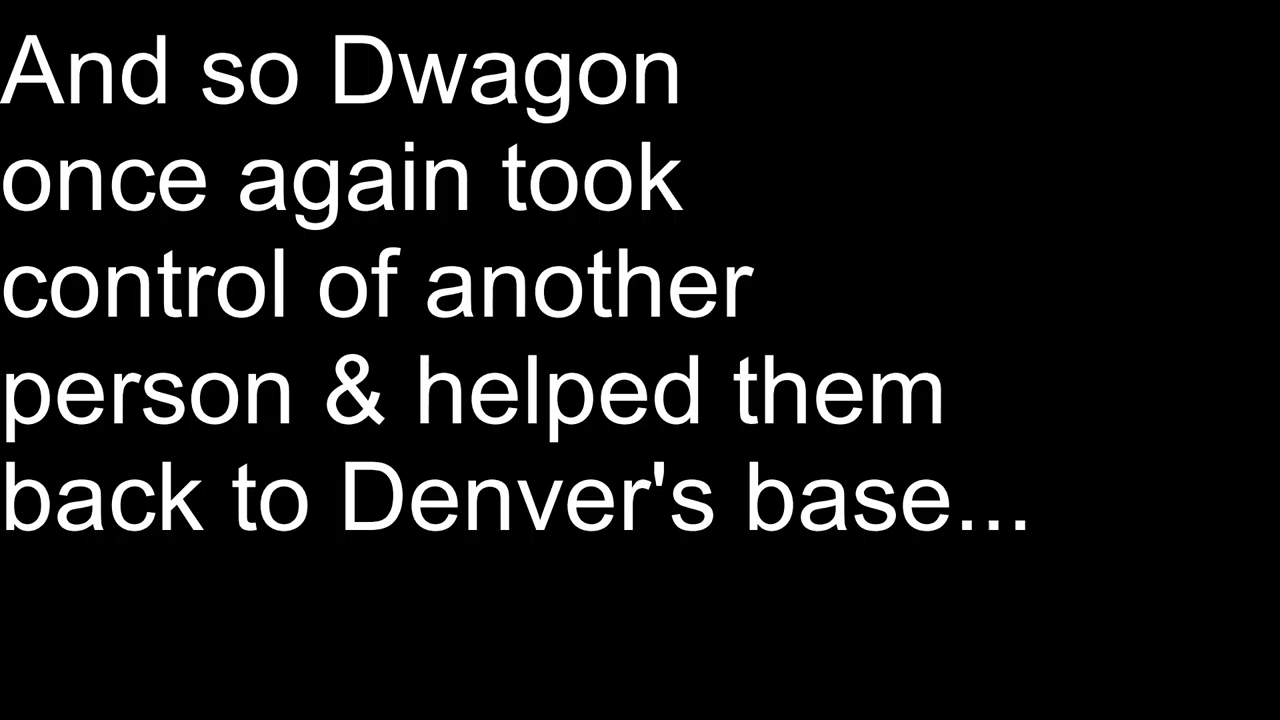 And so Dwagon
once again took
control of another
person & helped them
back to Denver's base...